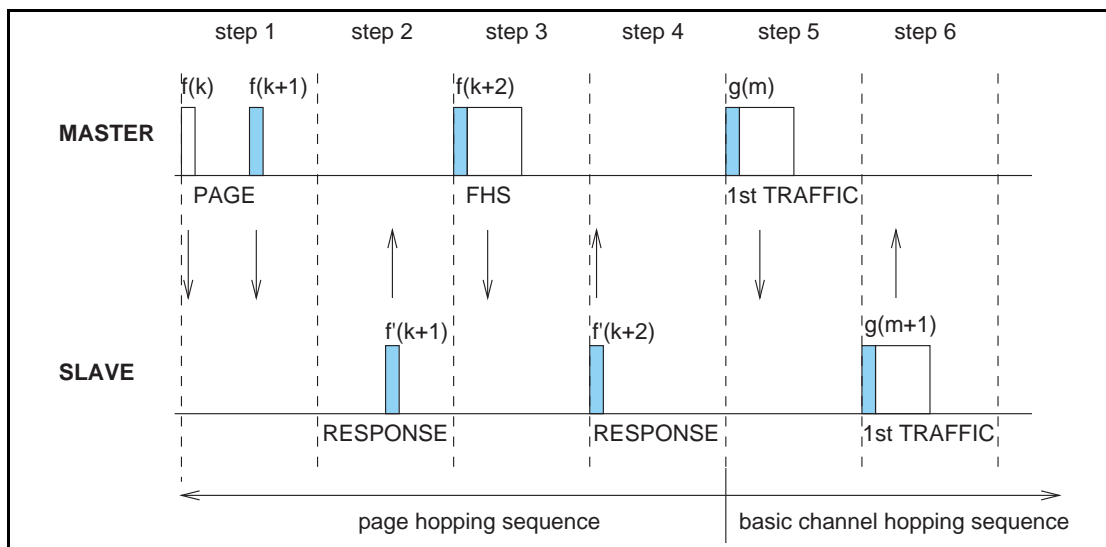 step 1 step 2 step 3 step 4 step 5 step 6
f(k) f(k+1) f(k+2) g(m)
MASTER
PAGE FHS 1st TRAFFIC
f'(k+1) f'(k+2) g(m+1)
SLAVE
RESPONSE RESPONSE 1st TRAFFIC
page hopping sequence basic channel hopping sequence